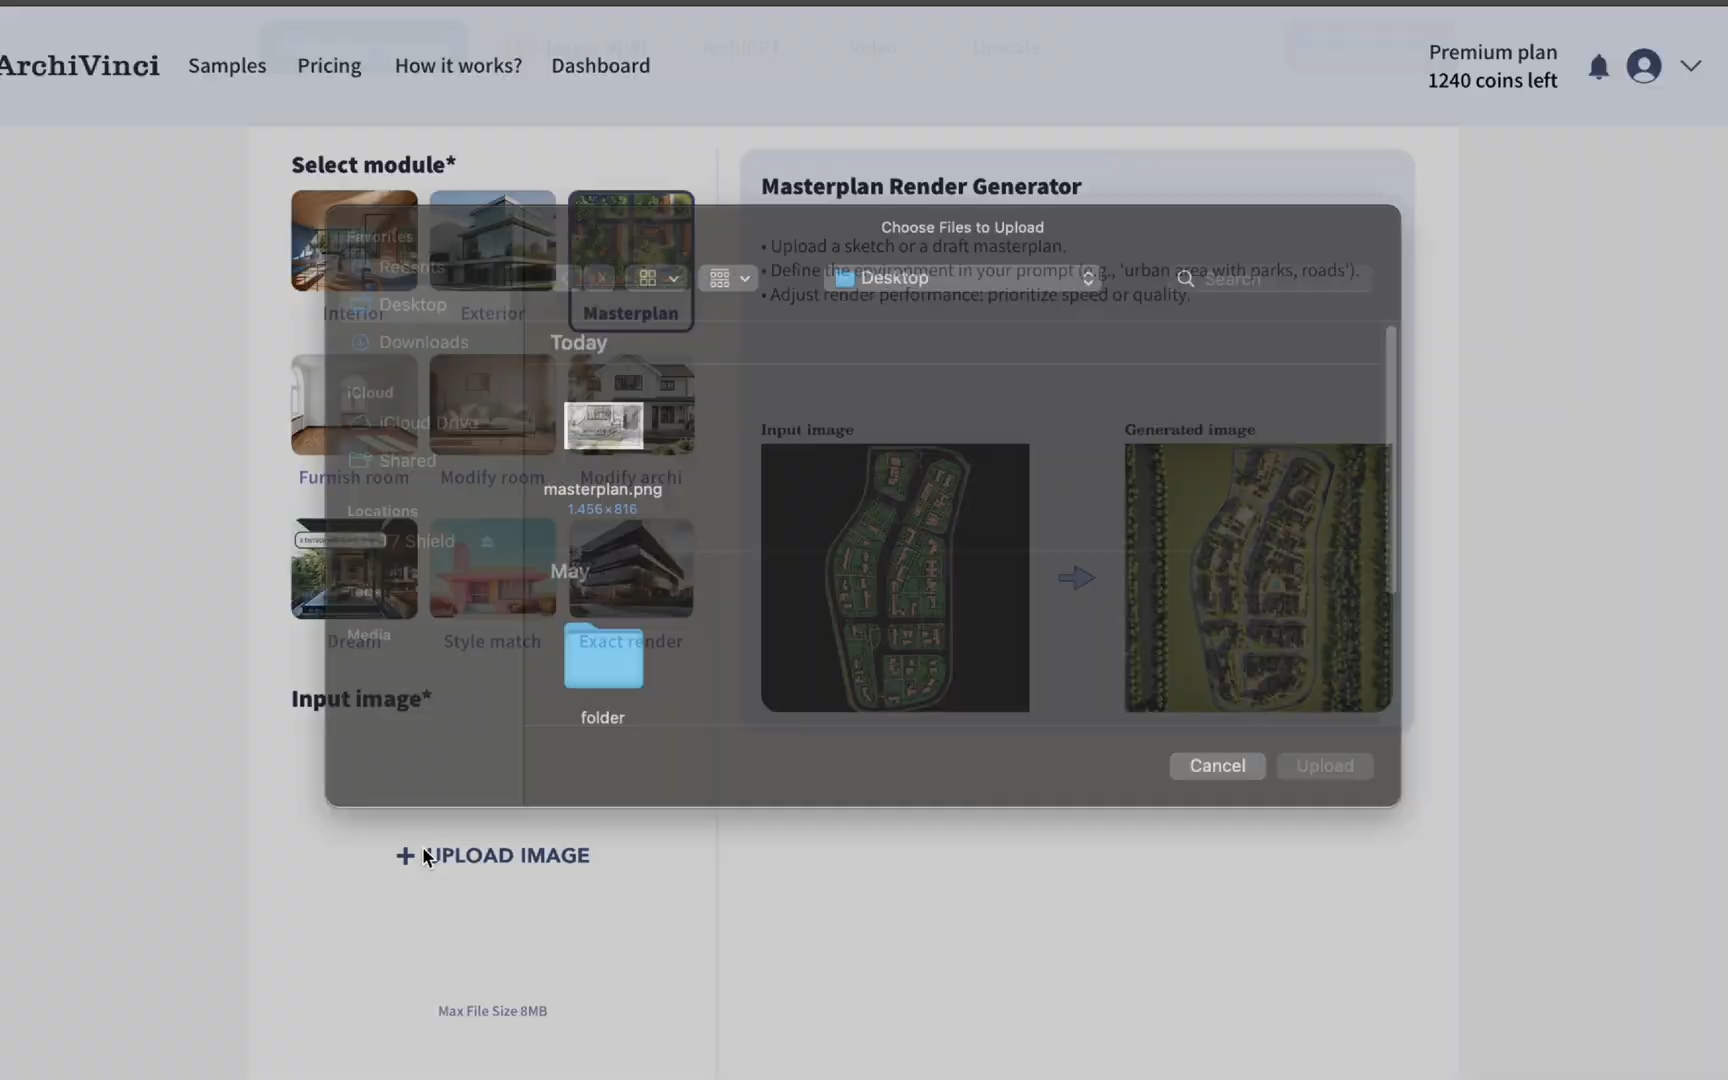 ArchiVinci
Samples
Pricing
How it works?
Dashboard
Premium plan
1240 coins left
Select module*
Interior
Exterior
Masterplan
Furnish room
Modify room
Modify archi
Dream
Style match
Exact render
Input image*
+ UPLOAD IMAGE
Max File Size 8MB
Masterplan Render Generator
• Upload a sketch or a draft masterplan.
• Define the environment in your prompt (e.g., 'urban area with parks, roads').
• Adjust render performance: prioritize speed or quality.
Input image
Generated image
Choose Files to Upload
Desktop
Search
Favorites
Recents
Desktop
Downloads
iCloud
iCloud Drive
Shared
Locations
T7 Shield
Tags
Media
Today
masterplan.png
1.456×816
May
folder
Cancel
Upload